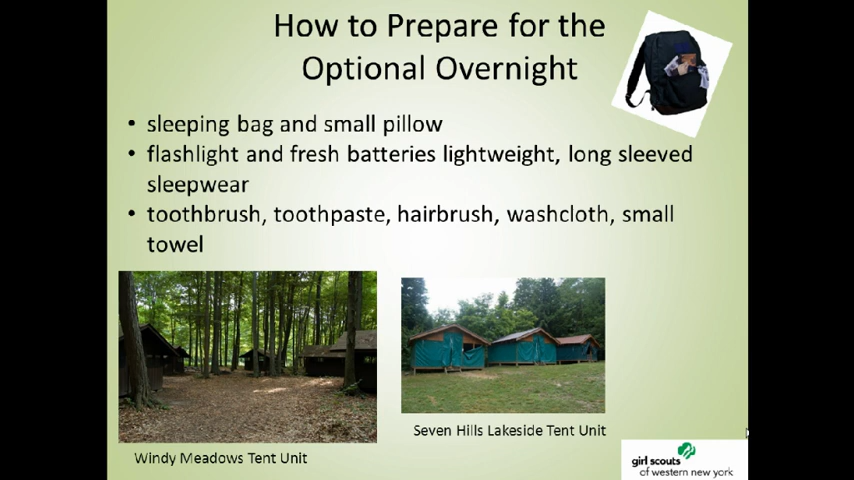 How to Prepare for the
Optional Overnight
• sleeping bag and small pillow
• flashlight and fresh batteries lightweight, long sleeved
sleepwear
• toothbrush, toothpaste, hairbrush, washcloth, small
towel
Seven Hills Lakeside Tent Unit
Windy Meadows Tent Unit
girl scouts
of western new york